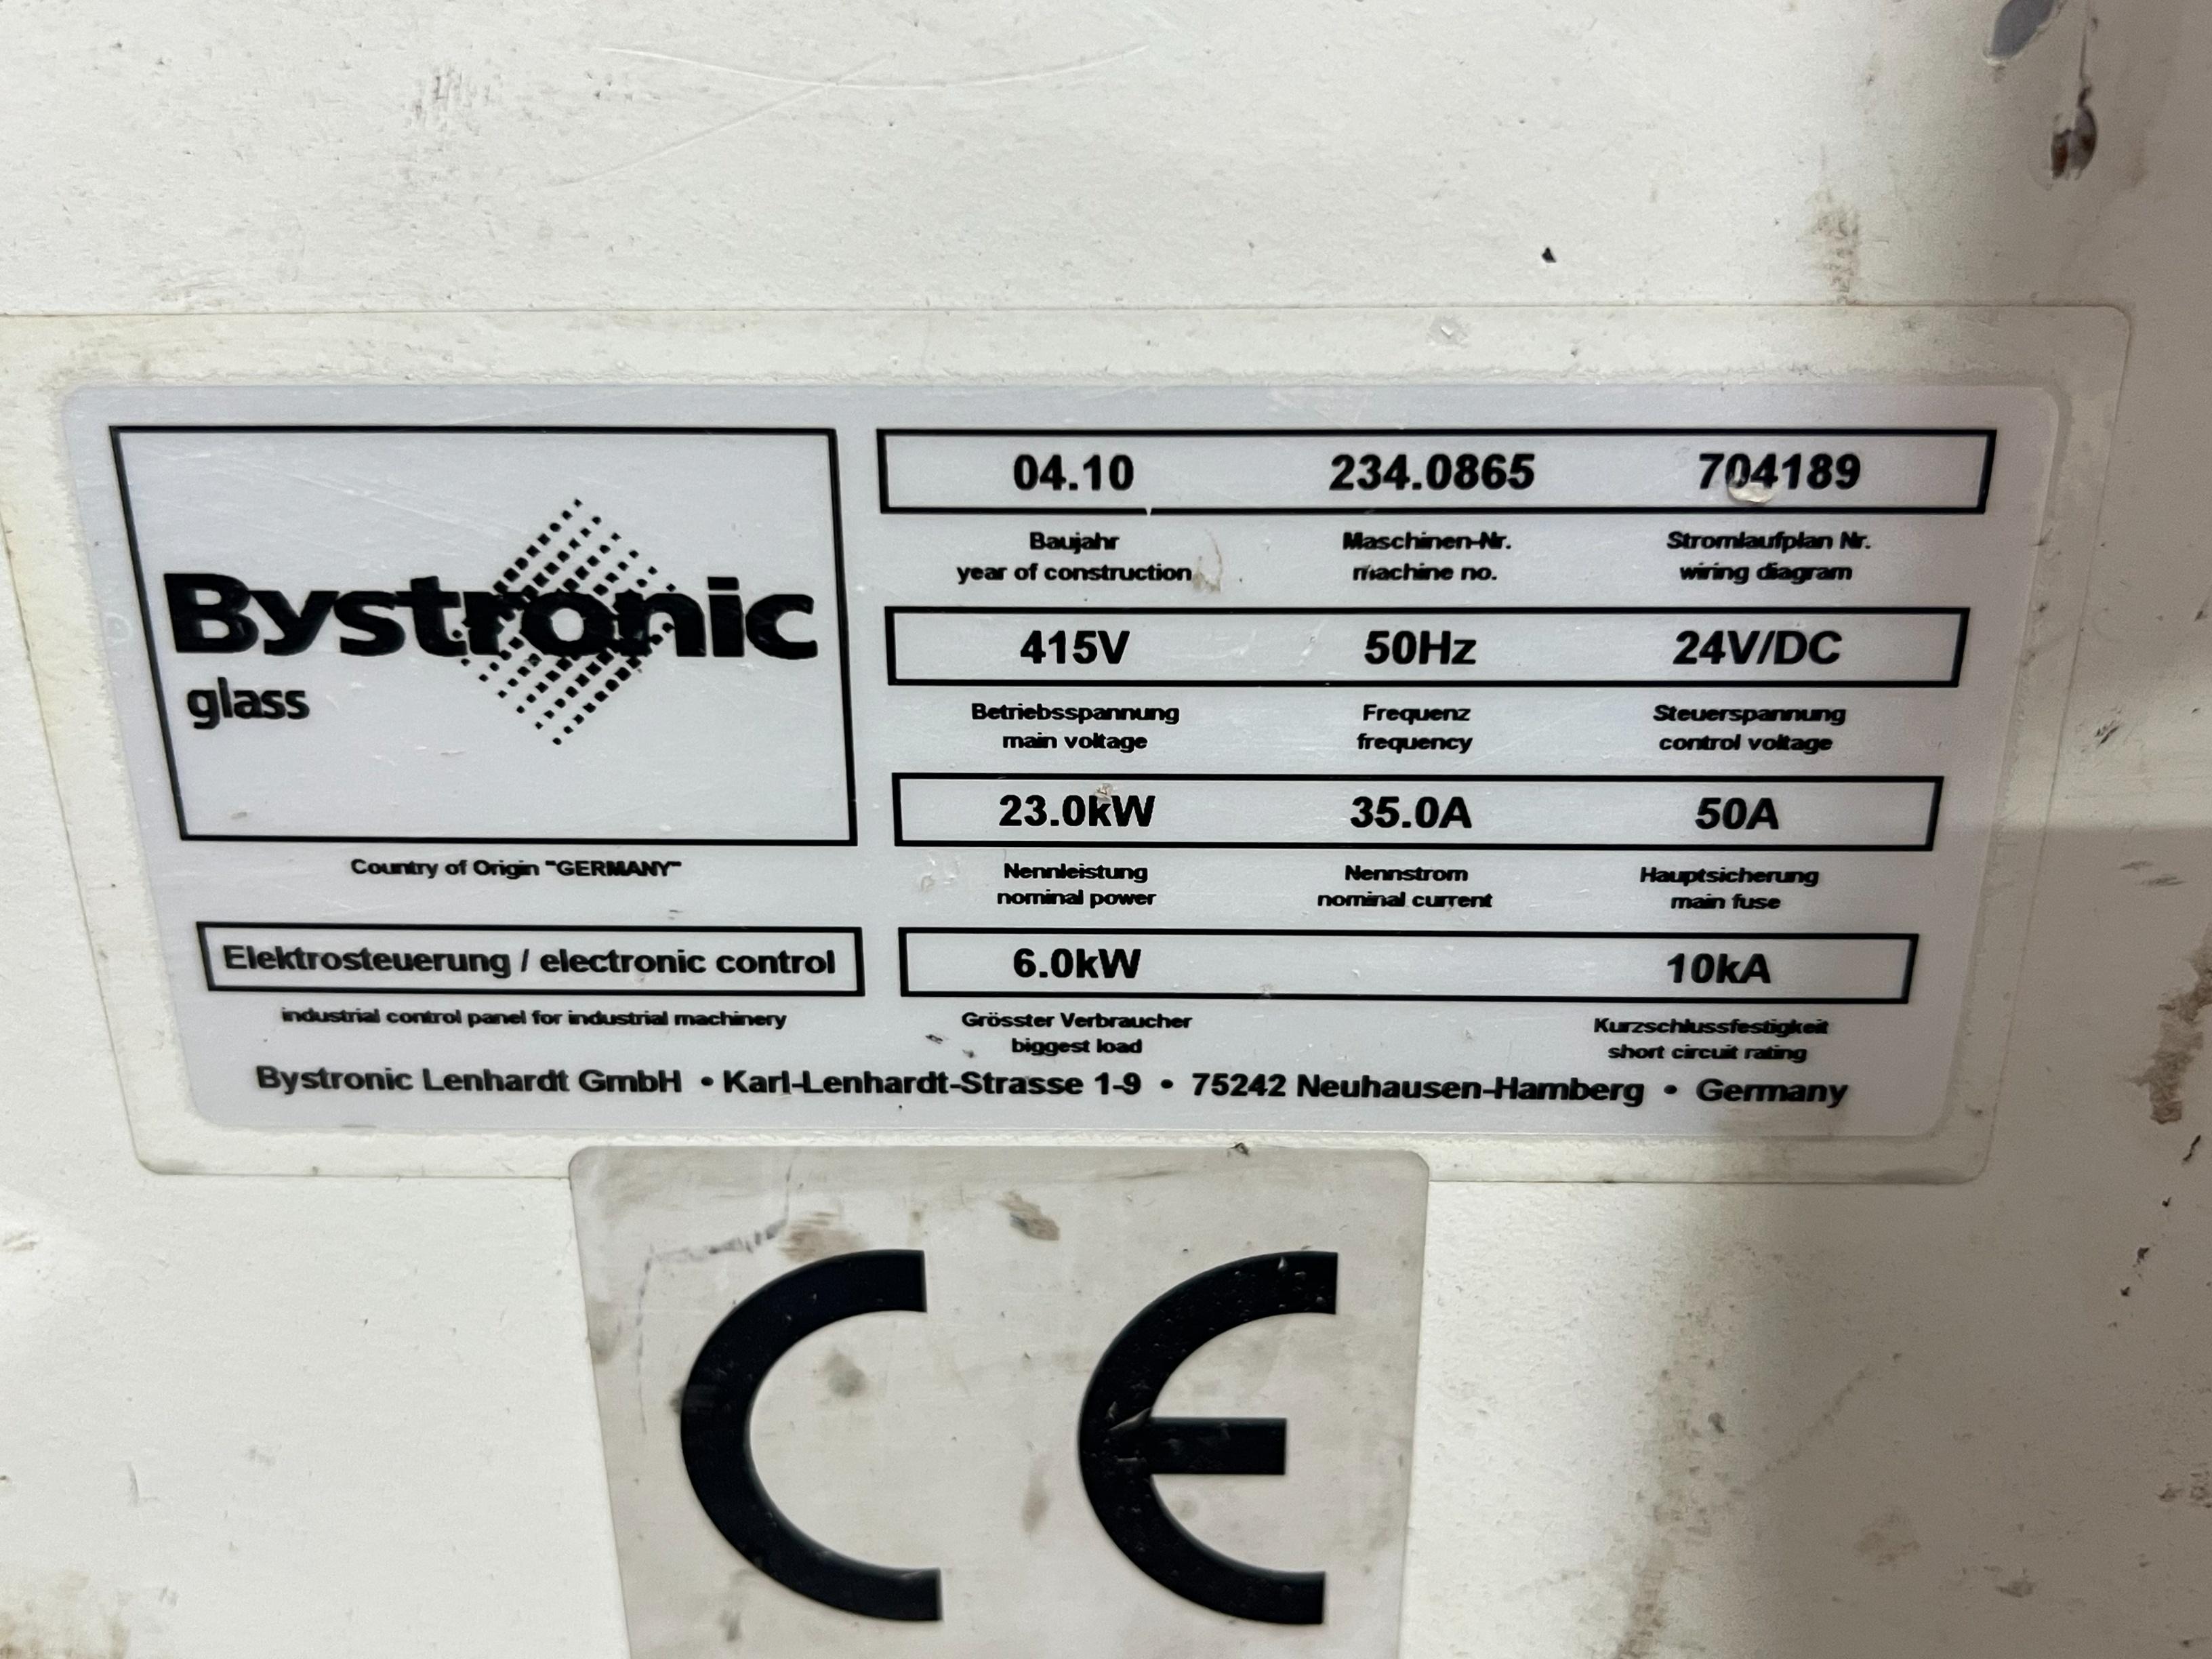 Bystronic
glass
Country of Origin "GERMANY"
Elektrosteuerung / electronic control
industrial control panel for industrial machinery
04.10 234.0865 704189
Baujahr Maschinen-Nr. Stromlaufplan Nr.
year of construction machine no. wiring diagram
415V 50Hz 24V/DC
Betriebsspannung Frequenz Steuerspannung
main voltage frequency control voltage
23.0kW 35.0A 50A
Nennleistung Nennstrom Hauptsicherung
nominal power nominal current main fuse
6.0kW 10kA
Grösster Verbraucher Kurzschlussfestigkeit
biggest load short circuit rating
Bystronic Lenhardt GmbH • Karl-Lenhardt-Strasse 1-9 • 75242 Neuhausen-Hamberg • Germany
CE